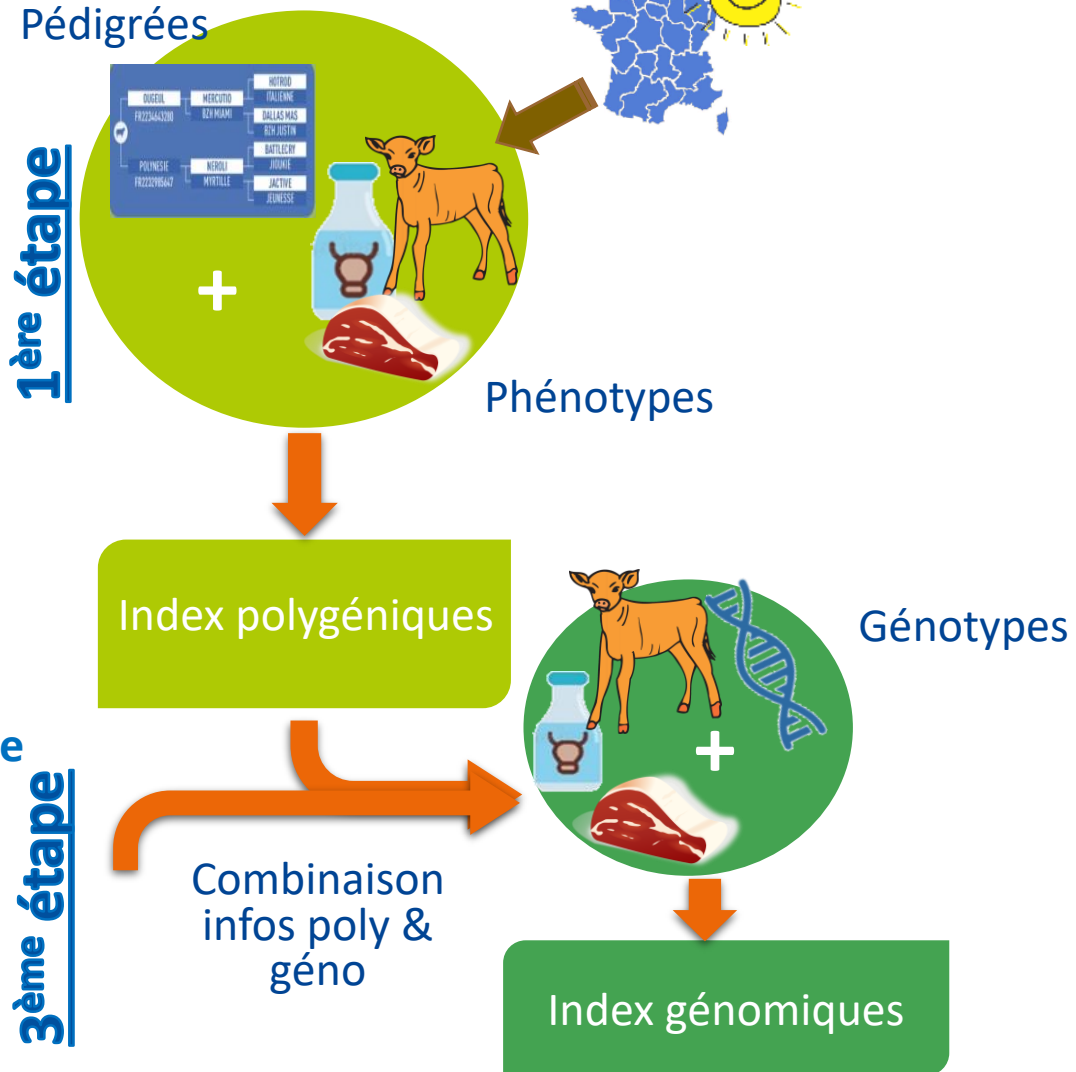 Pédigrées
HOTROD
OUGEUL
MERCUTIO
ITALIENNE
FR2234643280
BZH MIAMI
DALLAS MAS
BZH JUSTIN
BATTLECRY
POLYNESIE
NEROLI
JIOUKIE
FR2232985647
MYRTILLE
JACTIVE
JEUNESSE
1ère étape
+
Phénotypes
Index polygéniques
Génotypes
+
e
3ème étape
Combinaison
infos poly &
géno
Index génomiques